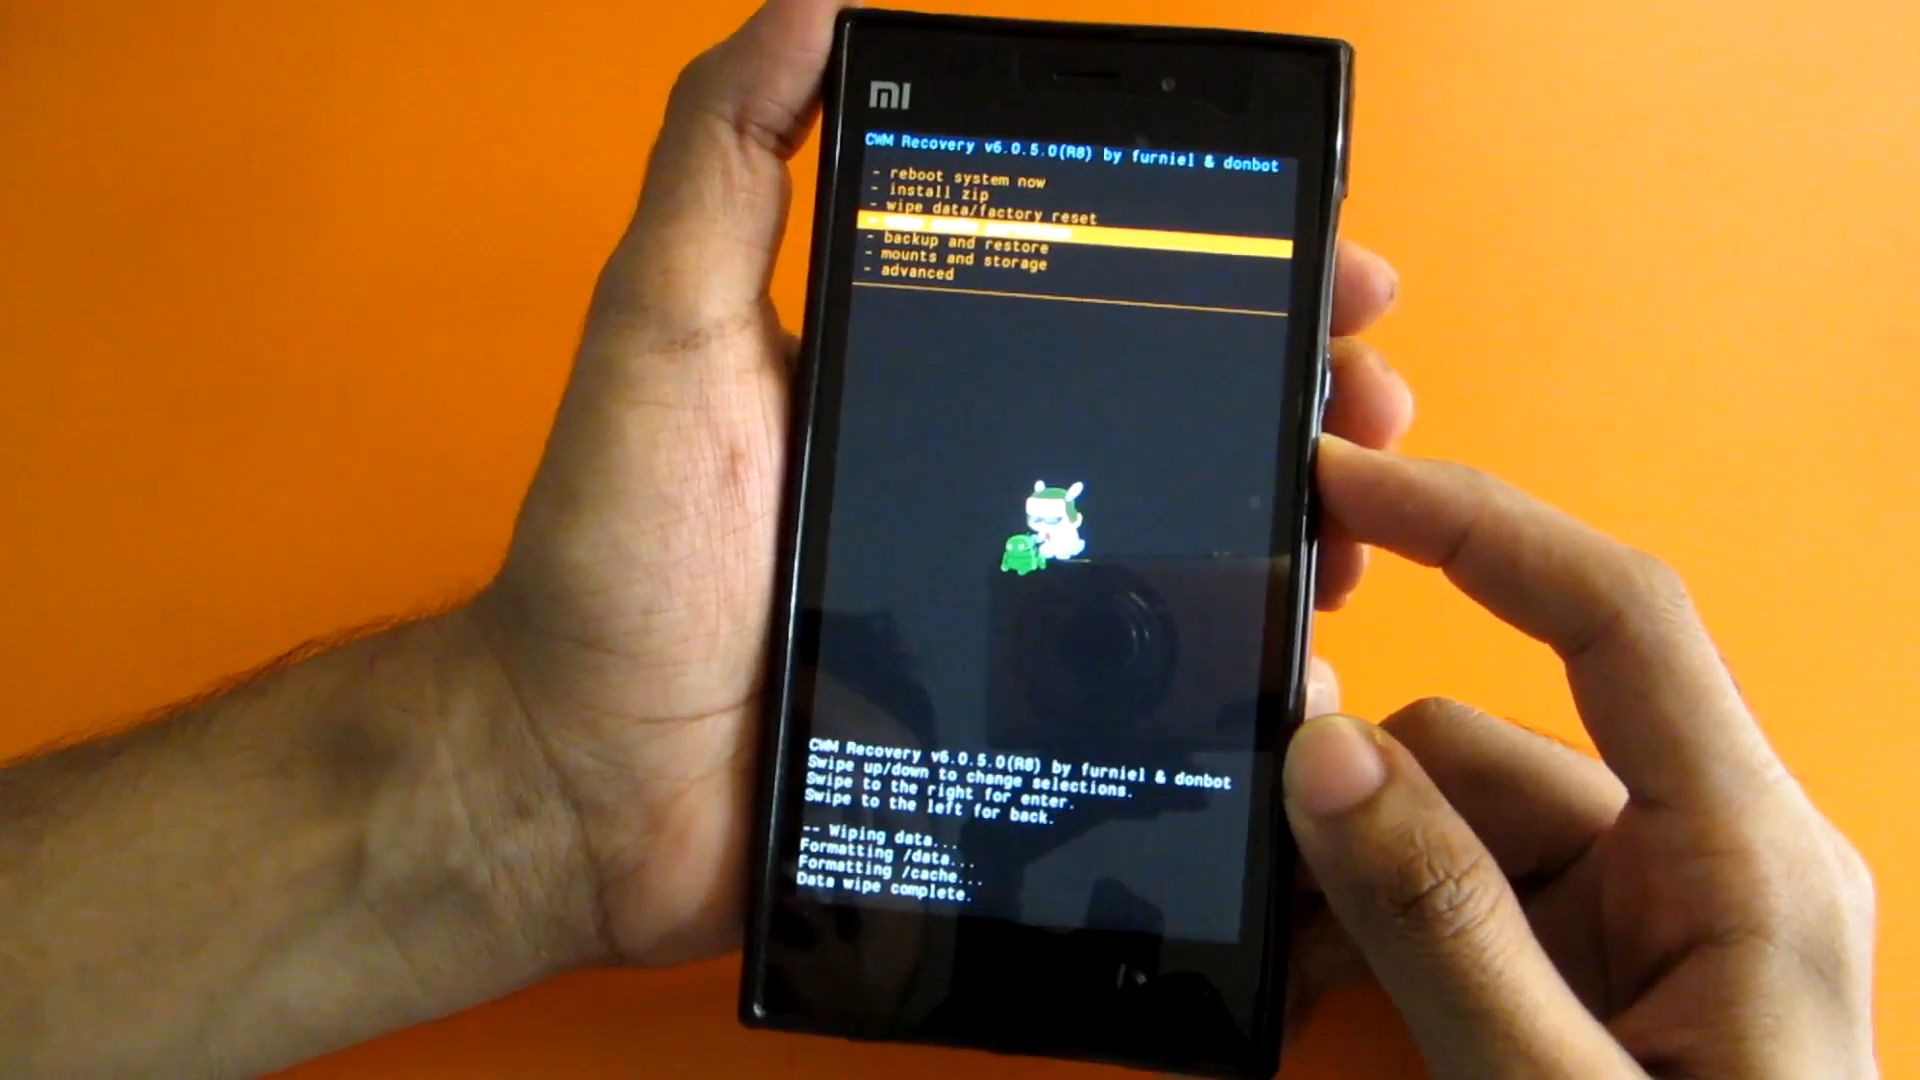 MI
CWM Recovery v6.0.5.0(R8) by furniel & donbot
- reboot system now
- install zip
- wipe data/factory reset
- wipe cache partition
- backup and restore
- mounts and storage
- advanced
CWM Recovery v6.0.5.0(R8) by furniel & donbot
Swipe up/down to change selections.
Swipe to the right for enter.
Swipe to the left for back.
-- Wiping data...
Formatting /data...
Formatting /cache...
Data wipe complete.